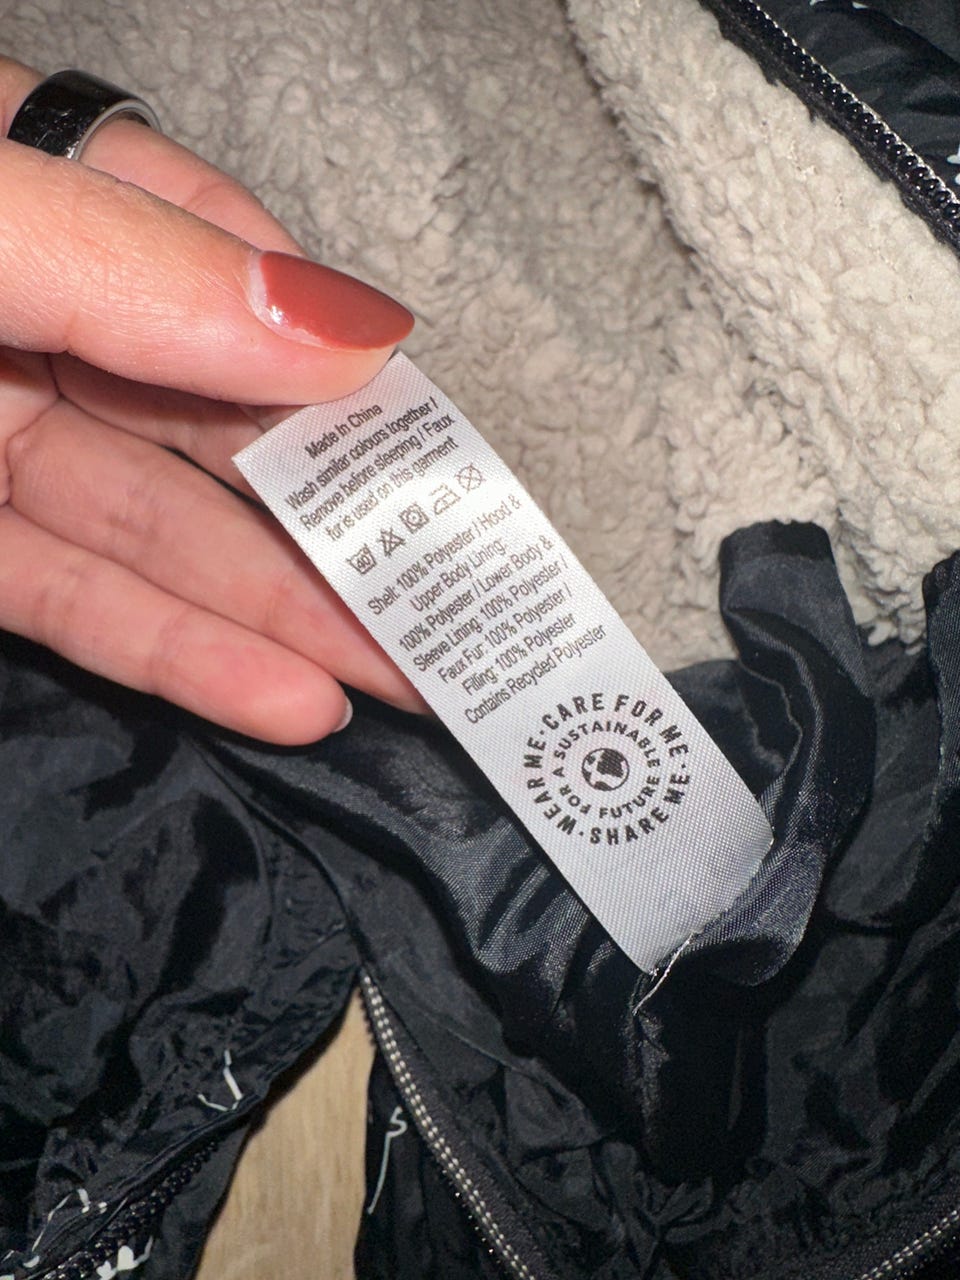 Made In China
Wash similar colours together /
Remove before sleeping / Faux
fur is used on this garment
40
Shell: 100% Polyester / Hood &
Upper Body Lining:
100% Polyester / Lower Body &
Sleeve Lining: 100% Polyester /
Faux Fur: 100% Polyester /
Filling: 100% Polyester
Contains Recycled Polyester
WEAR ME · CARE FOR ME · SHARE ME ·
FOR A SUSTAINABLE FUTURE